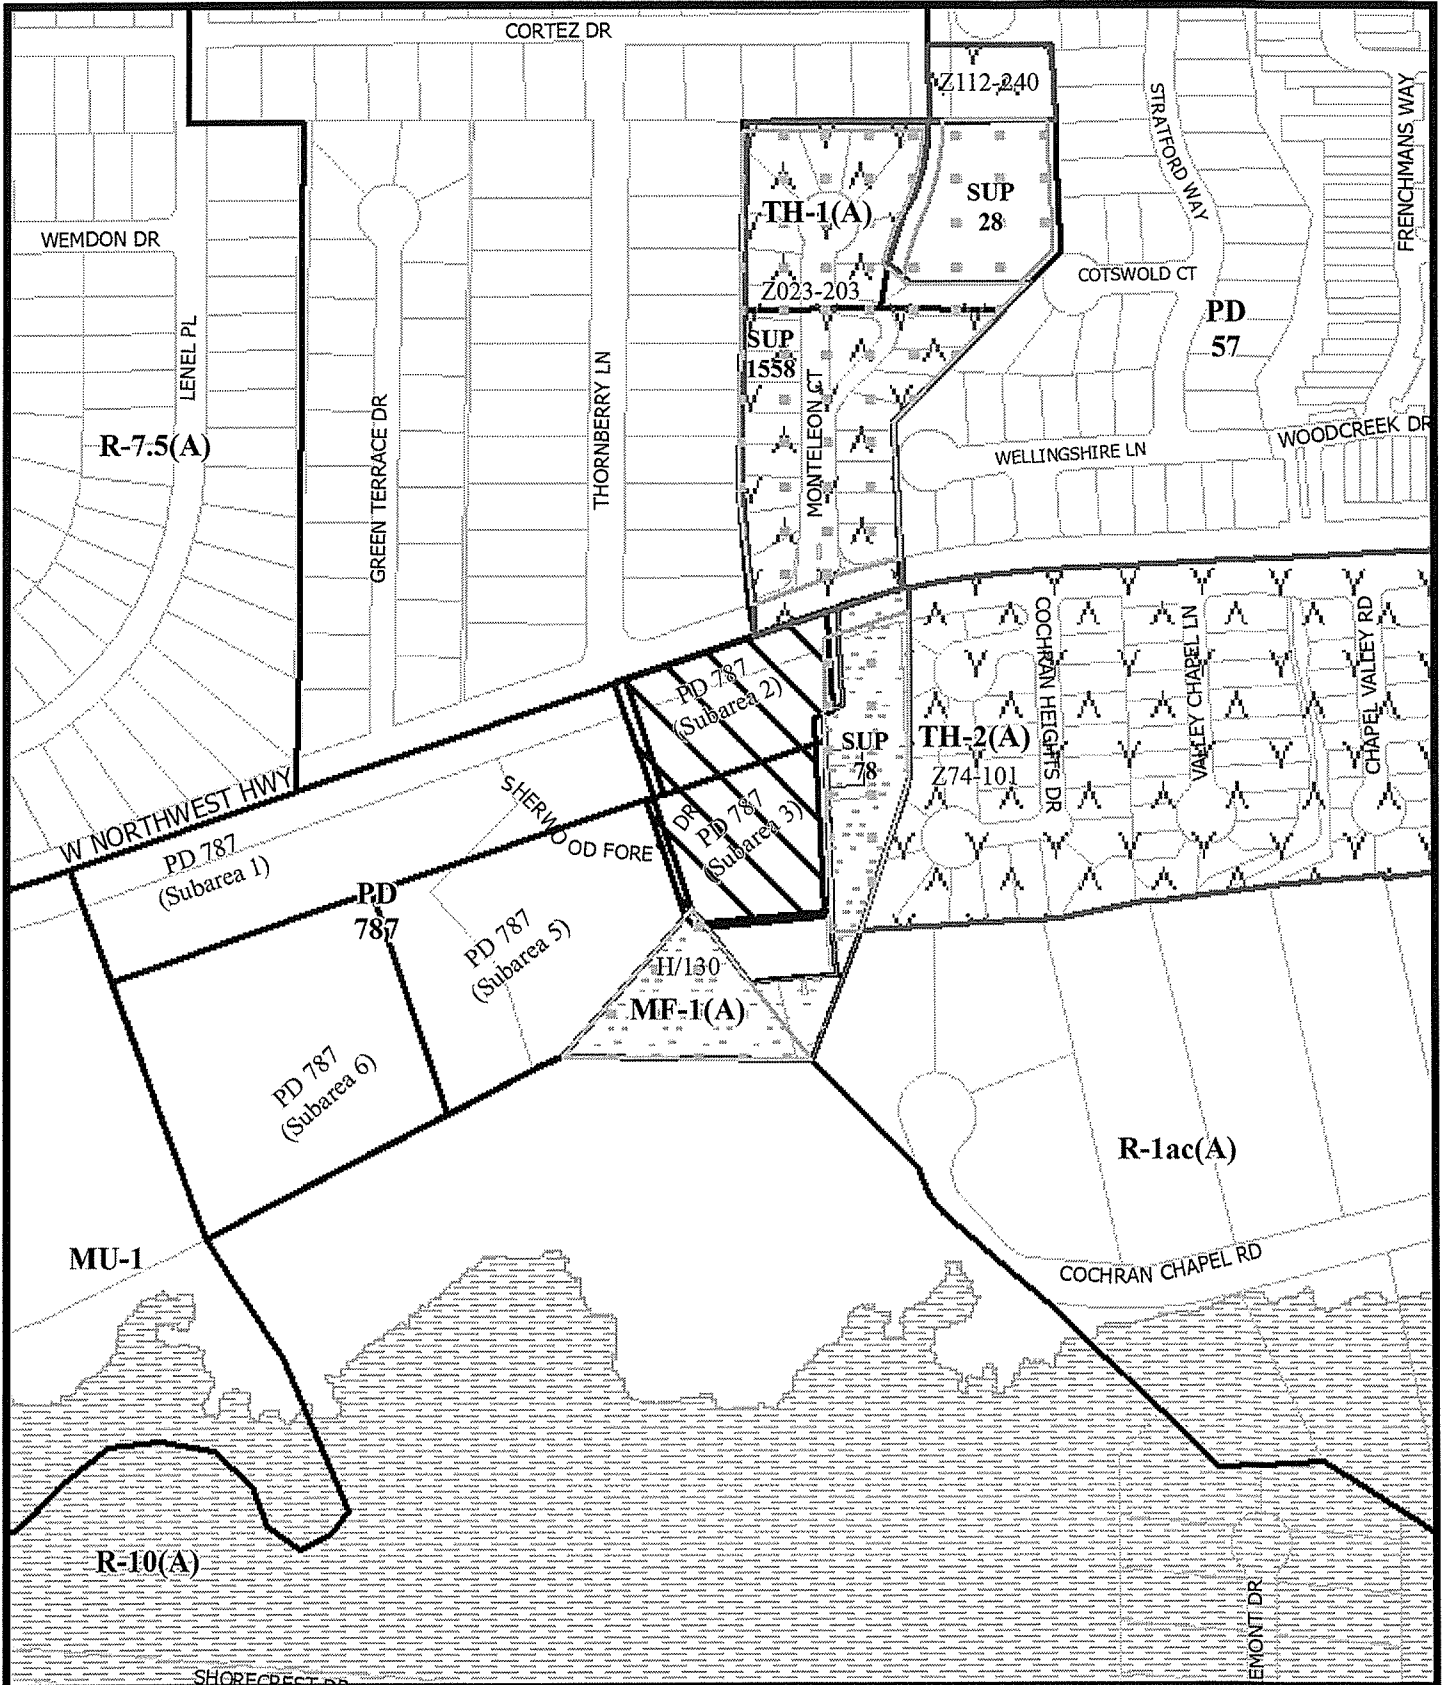 CORTEZ DR
Z112-240
STRATFORD WAY
FRENCHMANS WAY
TH-1(A)
SUP
28
WEMDON DR
COTSWOLD CT
Z023-203
PD
57
LENEL PL
SUP
1558
THORNBERRY LN
MONTELEON CT
GREEN TERRACE DR
R-7.5(A)
WELLINGSHIRE LN
WOODCREEK DR
COCHRAN HEIGHTS DR
VALLEY CHAPEL LN
CHAPEL VALLEY RD
PD 787
(Subarea 2)
SUP
78
TH-2(A)
Z74-101
W NORTHWEST HWY
SHERWOOD FORE
DR
PD 787
(Subarea 3)
PD 787
(Subarea 1)
PD
787
PD 787
(Subarea 5)
H/130
MF-1(A)
PD 787
(Subarea 6)
R-1ac(A)
MU-1
COCHRAN CHAPEL RD
R-10(A)
EMONT DR
SHORECREST DR